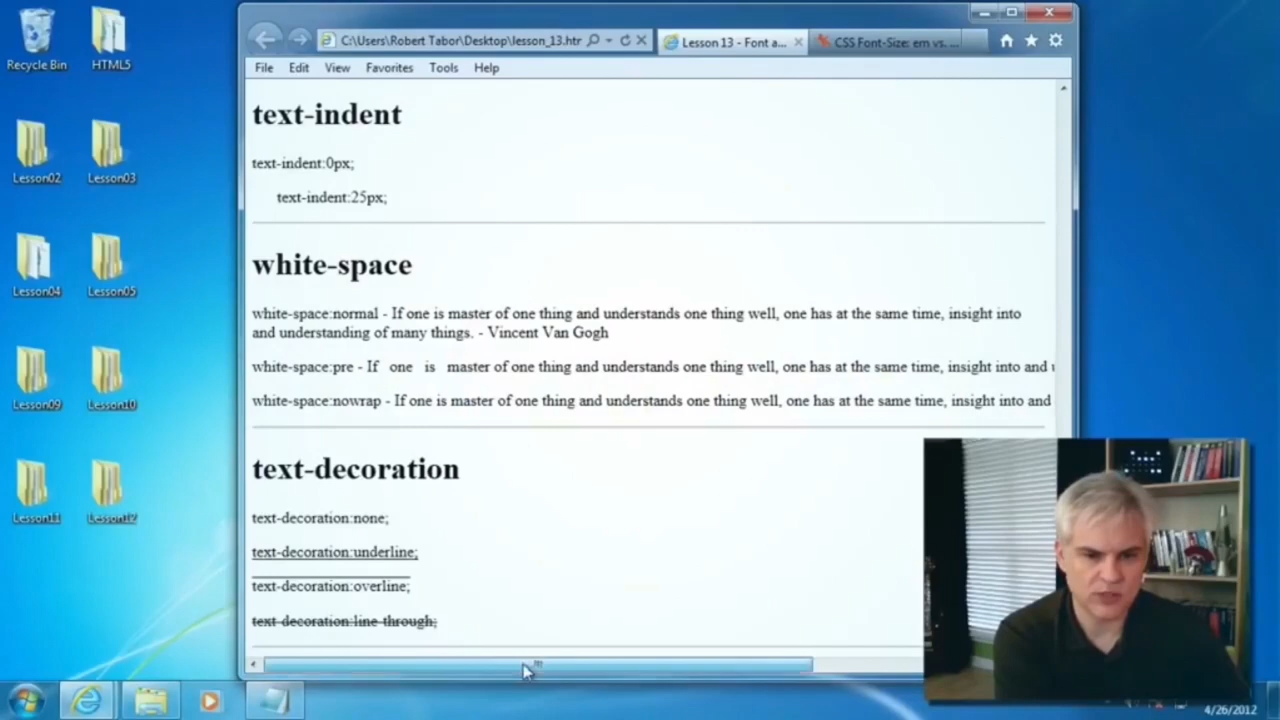 Recycle Bin
HTML5
Lesson02
Lesson03
Lesson04
Lesson05
Lesson09
Lesson10
Lesson11
Lesson12
C:\Users\Robert Tabor\Desktop\lesson_13.htr
Lesson 13 - Font a...
CSS Font-Size: em vs. ...
File Edit View Favorites Tools Help
text-indent
text-indent:0px;
text-indent:25px;
white-space
white-space:normal - If one is master of one thing and understands one thing well, one has at the same time, insight into
and understanding of many things. - Vincent Van Gogh
white-space:pre - If   one   is   master of one thing and understands one thing well, one has at the same time, insight into and
white-space:nowrap - If one is master of one thing and understands one thing well, one has at the same time, insight into and
text-decoration
text-decoration:none;
text-decoration:underline;
text-decoration:overline;
text-decoration:line-through;
4/26/2012